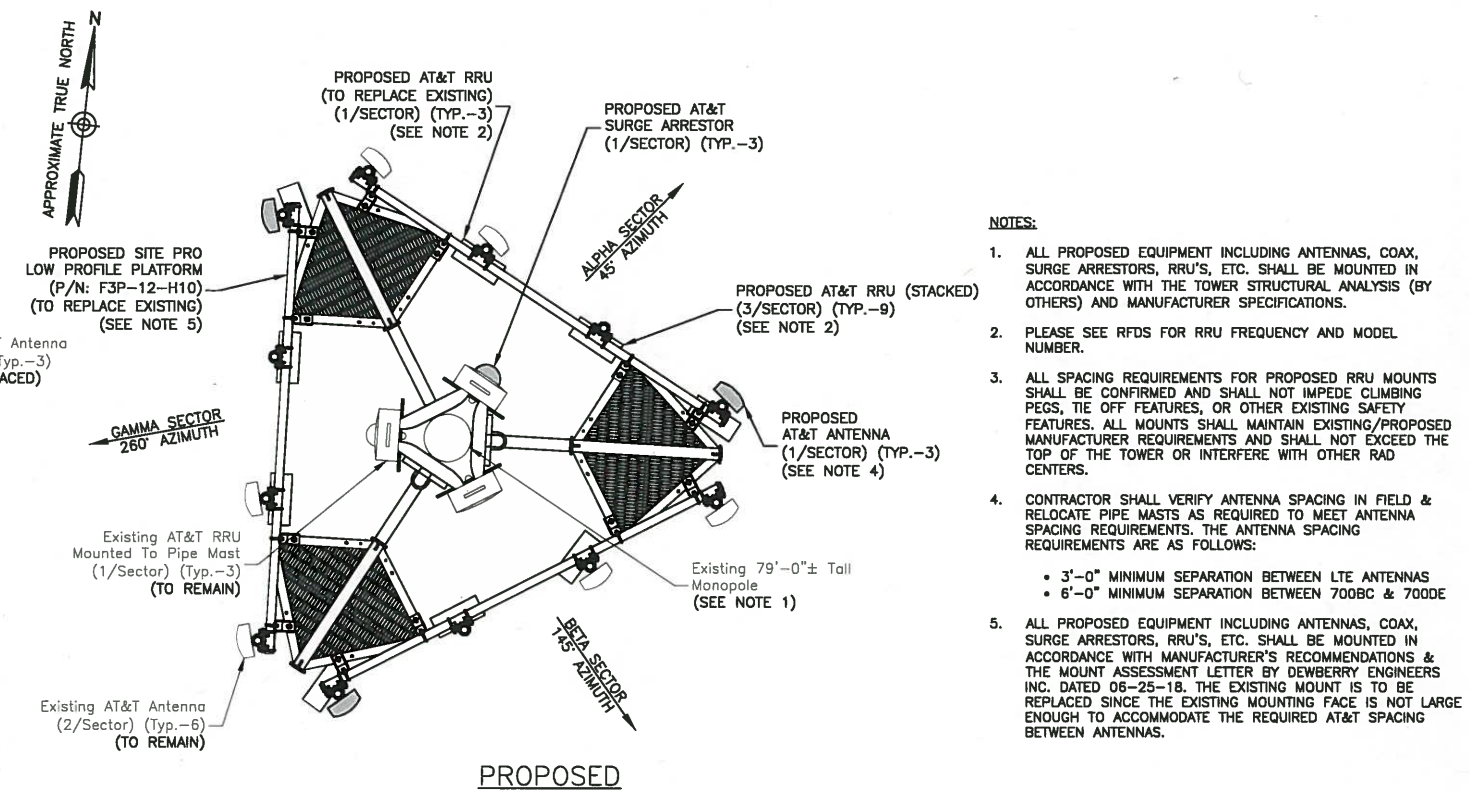 N
APPROXIMATE TRUE NORTH
PROPOSED AT&T RRU
(TO REPLACE EXISTING)
(1/SECTOR) (TYP.-3)
(SEE NOTE 2)
PROPOSED AT&T
SURGE ARRESTOR
(1/SECTOR) (TYP.-3)
ALPHA SECTOR
45° AZIMUTH
PROPOSED SITE PRO
LOW PROFILE PLATFORM
(P/N: F3P-12-H10)
(TO REPLACE EXISTING)
(SEE NOTE 5)
PROPOSED AT&T RRU (STACKED)
(3/SECTOR) (TYP.-9)
(SEE NOTE 2)
Antenna
Typ.-3)
ACED)
GAMMA SECTOR
260° AZIMUTH
PROPOSED
AT&T ANTENNA
(1/SECTOR) (TYP.-3)
(SEE NOTE 4)
Existing AT&T RRU
Mounted To Pipe Mast
(1/Sector) (Typ.-3)
(TO REMAIN)
Existing 79'-0"± Tall
Monopole
(SEE NOTE 1)
BETA SECTOR
145° AZIMUTH
Existing AT&T Antenna
(2/Sector) (Typ.-6)
(TO REMAIN)
PROPOSED
NOTES:
1. ALL PROPOSED EQUIPMENT INCLUDING ANTENNAS, COAX,
SURGE ARRESTORS, RRU'S, ETC. SHALL BE MOUNTED IN
ACCORDANCE WITH THE TOWER STRUCTURAL ANALYSIS (BY
OTHERS) AND MANUFACTURER SPECIFICATIONS.
2. PLEASE SEE RFDS FOR RRU FREQUENCY AND MODEL
NUMBER.
3. ALL SPACING REQUIREMENTS FOR PROPOSED RRU MOUNTS
SHALL BE CONFIRMED AND SHALL NOT IMPEDE CLIMBING
PEGS, TIE OFF FEATURES, OR OTHER EXISTING SAFETY
FEATURES. ALL MOUNTS SHALL MAINTAIN EXISTING/PROPOSED
MANUFACTURER REQUIREMENTS AND SHALL NOT EXCEED THE
TOP OF THE TOWER OR INTERFERE WITH OTHER RAD
CENTERS.
4. CONTRACTOR SHALL VERIFY ANTENNA SPACING IN FIELD &
RELOCATE PIPE MASTS AS REQUIRED TO MEET ANTENNA
SPACING REQUIREMENTS. THE ANTENNA SPACING
REQUIREMENTS ARE AS FOLLOWS:
• 3'-0" MINIMUM SEPARATION BETWEEN LTE ANTENNAS
• 6'-0" MINIMUM SEPARATION BETWEEN 700BC & 700DE
5. ALL PROPOSED EQUIPMENT INCLUDING ANTENNAS, COAX,
SURGE ARRESTORS, RRU'S, ETC. SHALL BE MOUNTED IN
ACCORDANCE WITH MANUFACTURER'S RECOMMENDATIONS &
THE MOUNT ASSESSMENT LETTER BY DEWBERRY ENGINEERS
INC. DATED 06-25-18. THE EXISTING MOUNT IS TO BE
REPLACED SINCE THE EXISTING MOUNTING FACE IS NOT LARGE
ENOUGH TO ACCOMMODATE THE REQUIRED AT&T SPACING
BETWEEN ANTENNAS.